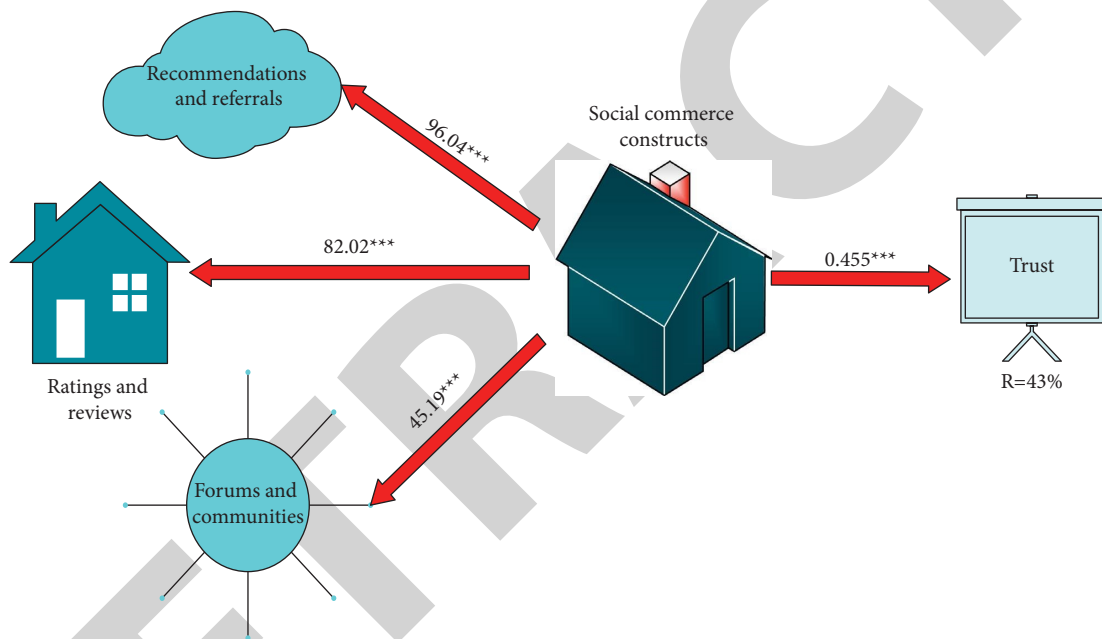 Recommendations
and referrals
96.04***
Social commerce
constructs
82.02***
0.455***
Trust
R=43%
Ratings and
reviews
45.19***
Forums and
communities